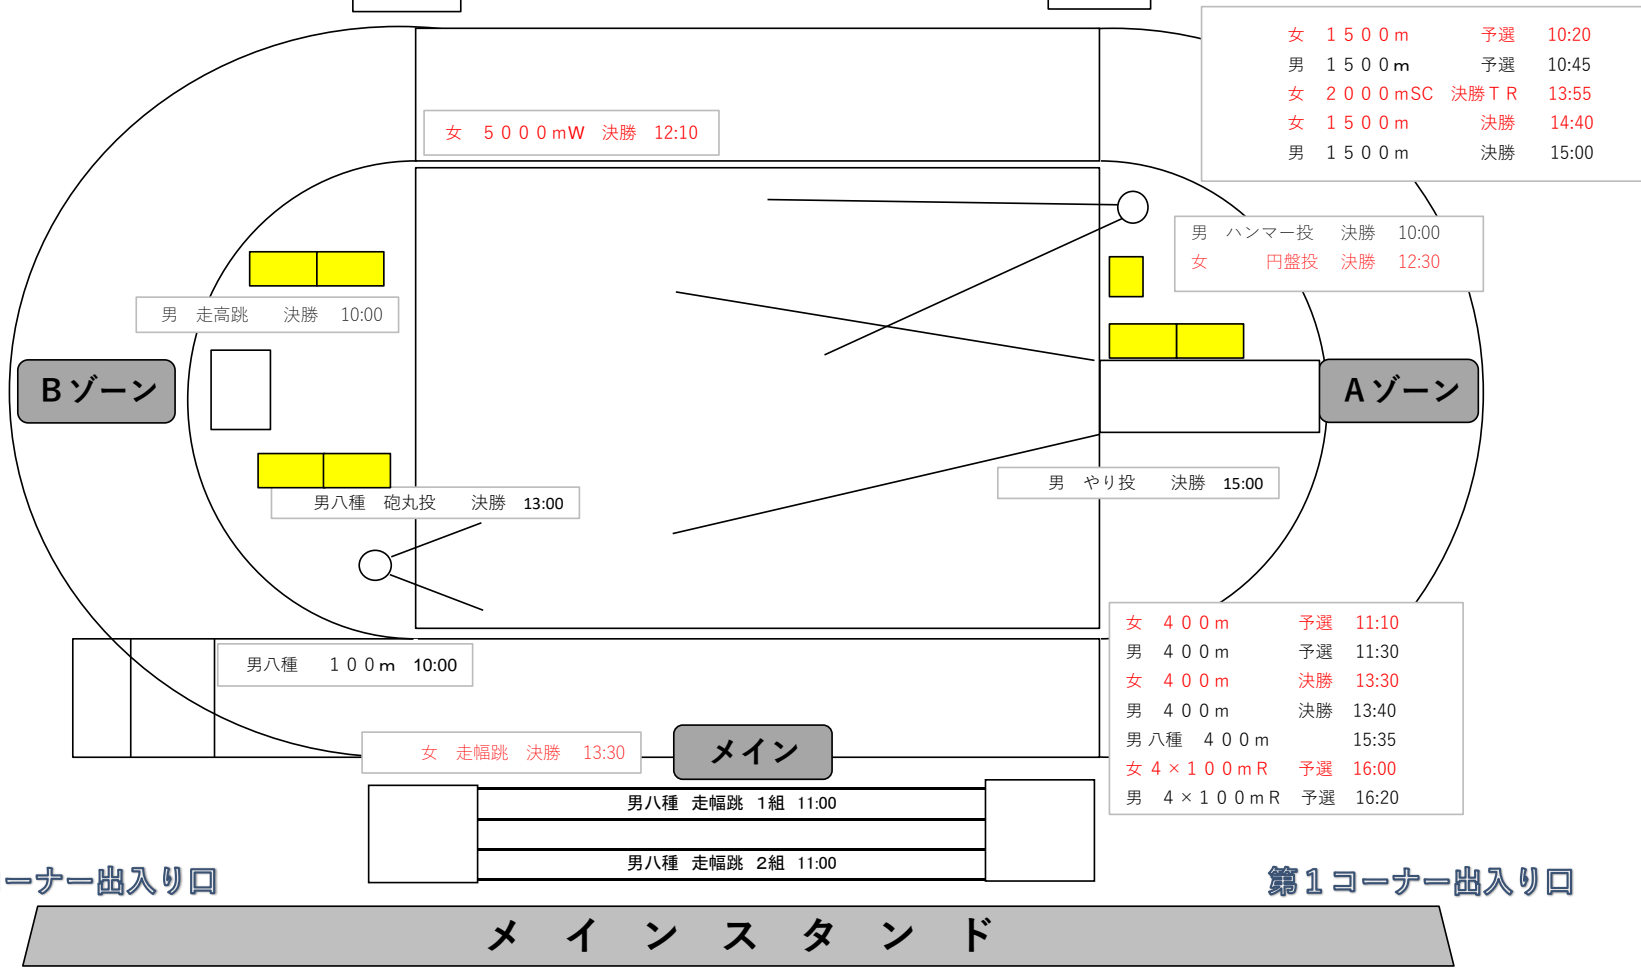 女　１５００ｍ　予選　10:20
男　１５００ｍ　予選　10:45
女　２０００ｍSC　決勝ＴＲ　13:55
女　１５００ｍ　決勝　14:40
男　１５００ｍ　決勝　15:00
女　５０００ｍW　決勝　12:10
男　ハンマー投　決勝　10:00
女　円盤投　決勝　12:30
男　走高跳　決勝　10:00
Ｂゾーン
Ａゾーン
男　やり投　決勝　15:00
男八種　砲丸投　決勝　13:00
女　４００ｍ　予選　11:10
男　４００ｍ　予選　11:30
女　４００ｍ　決勝　13:30
男　４００ｍ　決勝　13:40
男八種　４００ｍ　15:35
女４×１００ｍＲ　予選　16:00
男　４×１００ｍＲ　予選　16:20
男八種　１００ｍ　10:00
女　走幅跳　決勝　13:30
メイン
男八種　走幅跳　1組　11:00
男八種　走幅跳　2組　11:00
ーナー出入り口
第１コーナー出入り口
メインスタンド